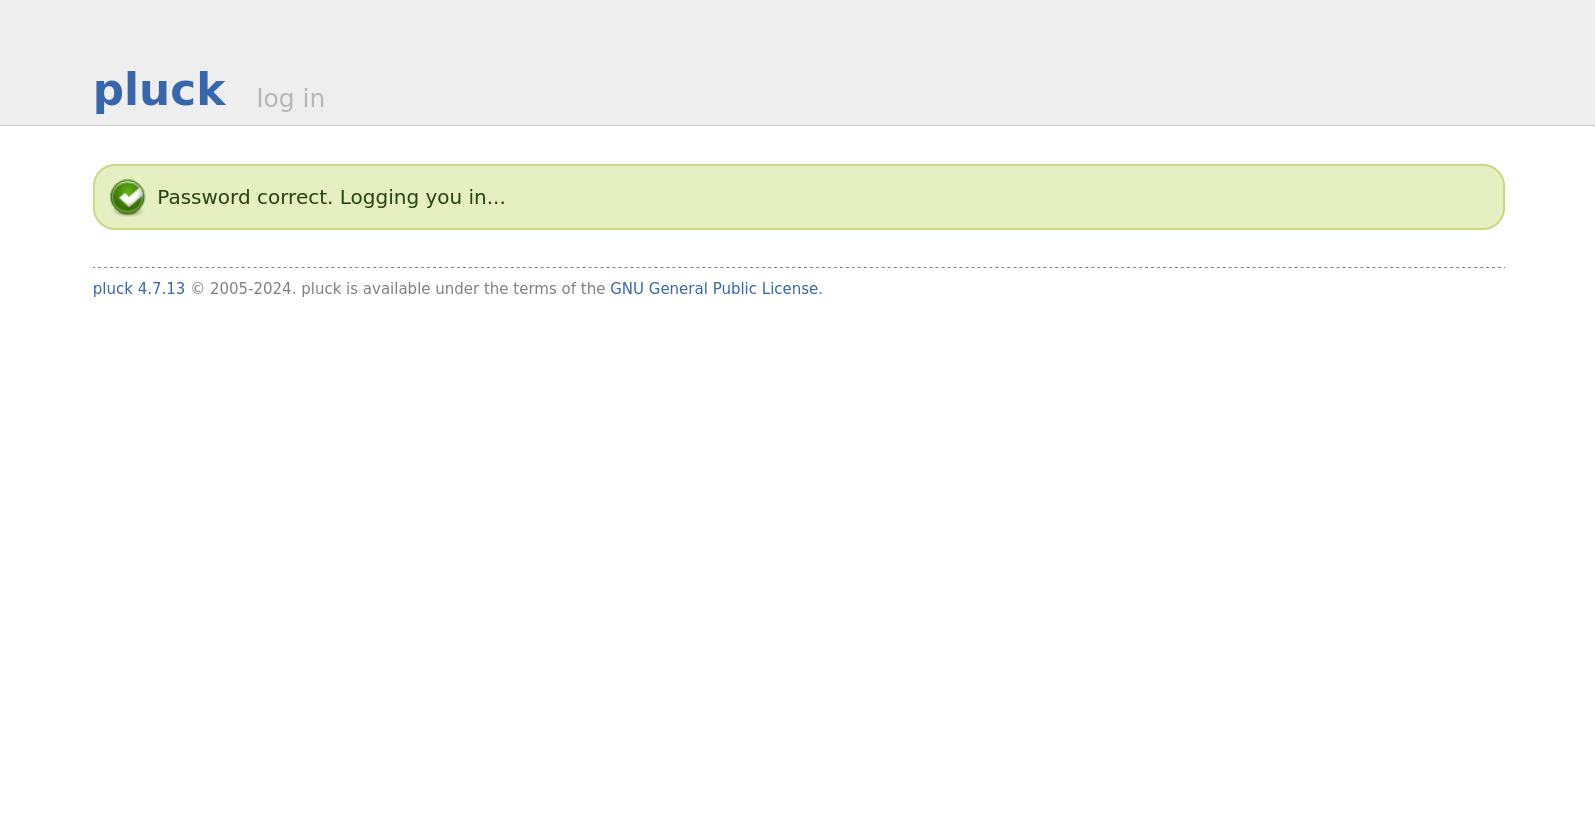 pluck log in
Password correct. Logging you in...
pluck 4.7.13 © 2005-2024. pluck is available under the terms of the GNU General Public License.